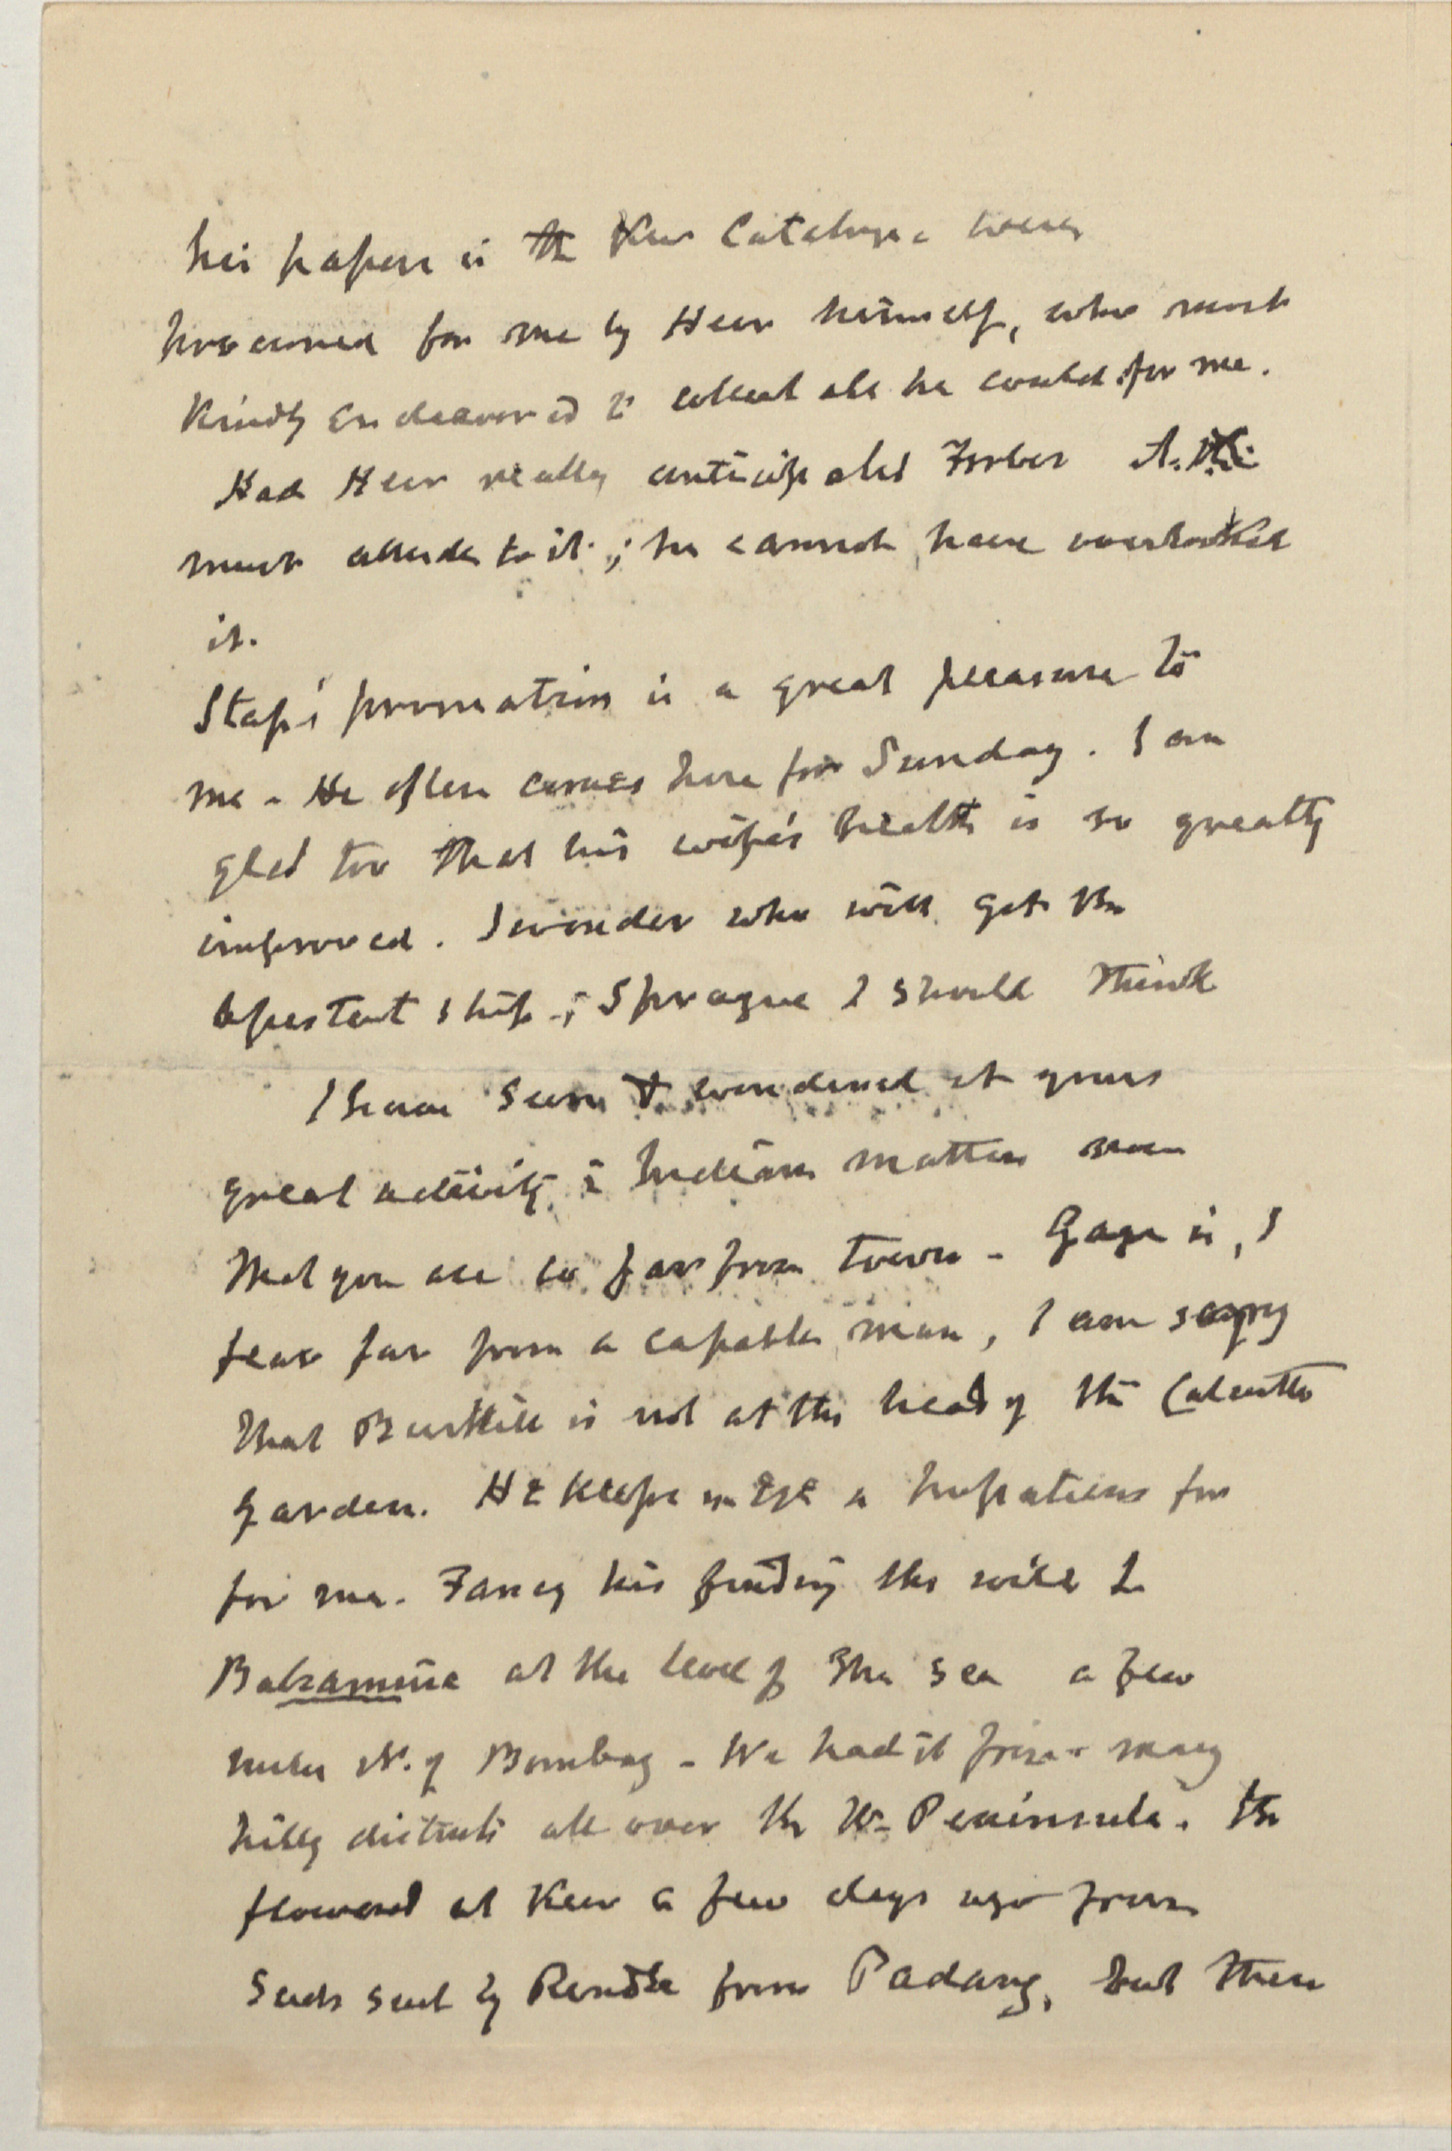 his papers in the Kew Catalogue were
procured for me by Heer himself, who most
kindly endeavored to collect all he could for me.
Had Heer really anticipated Forbes A.
must allude to it; he cannot have overlooked
it.
Stapf's promotion is a great pleasure to
me - He often comes here for Sunday. I am
glad too that his wife's health is so greatly
improved. I wonder who will get the
Assistant ship -; Sprague I should think
I have seen & wondered at your
great activity in Indian matters now
that you are so far from town - Gage is, I
fear far from a capable man, I am sorry
that Burkill is not at the head of the Calcutta
Garden. He keeps an eye on Impatiens for
for me. Fancy his finding the wild I.
Balsamina at the level of the sea a few
miles N. of Bombay - We had it from many
hilly districts all over the W. Peninsula. It
flowered at Kew a few days ago from
seeds sent by from Padang, but there